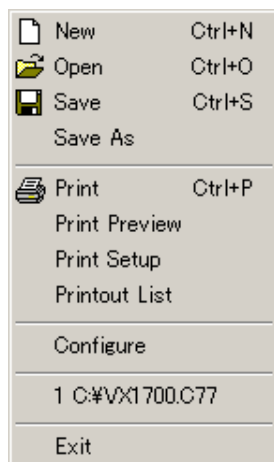 New Ctrl+N
Open Ctrl+O
Save Ctrl+S
Save As
Print Ctrl+P
Print Preview
Print Setup
Printout List
Configure
1 C:¥VX1700.C77
Exit